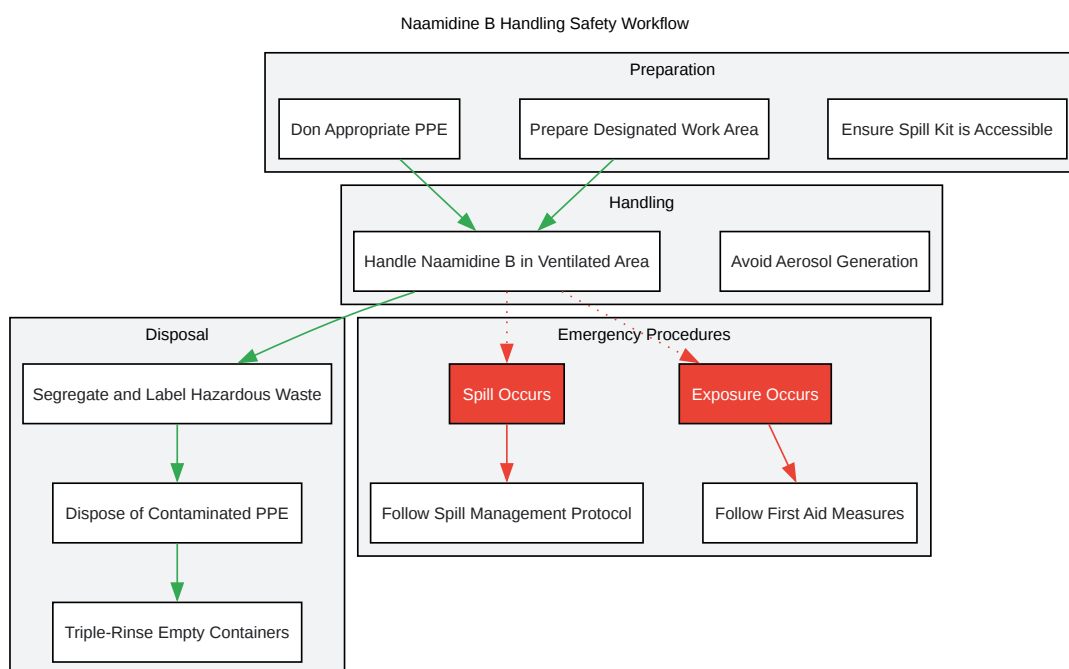 Naamidine B Handling Safety Workflow
Preparation
Don Appropriate PPE
Prepare Designated Work Area
Ensure Spill Kit is Accessible
Handling
Handle Naamidine B in Ventilated Area
Avoid Aerosol Generation
Disposal
Segregate and Label Hazardous Waste
Dispose of Contaminated PPE
Triple-Rinse Empty Containers
Emergency Procedures
Spill Occurs
Exposure Occurs
Follow Spill Management Protocol
Follow First Aid Measures